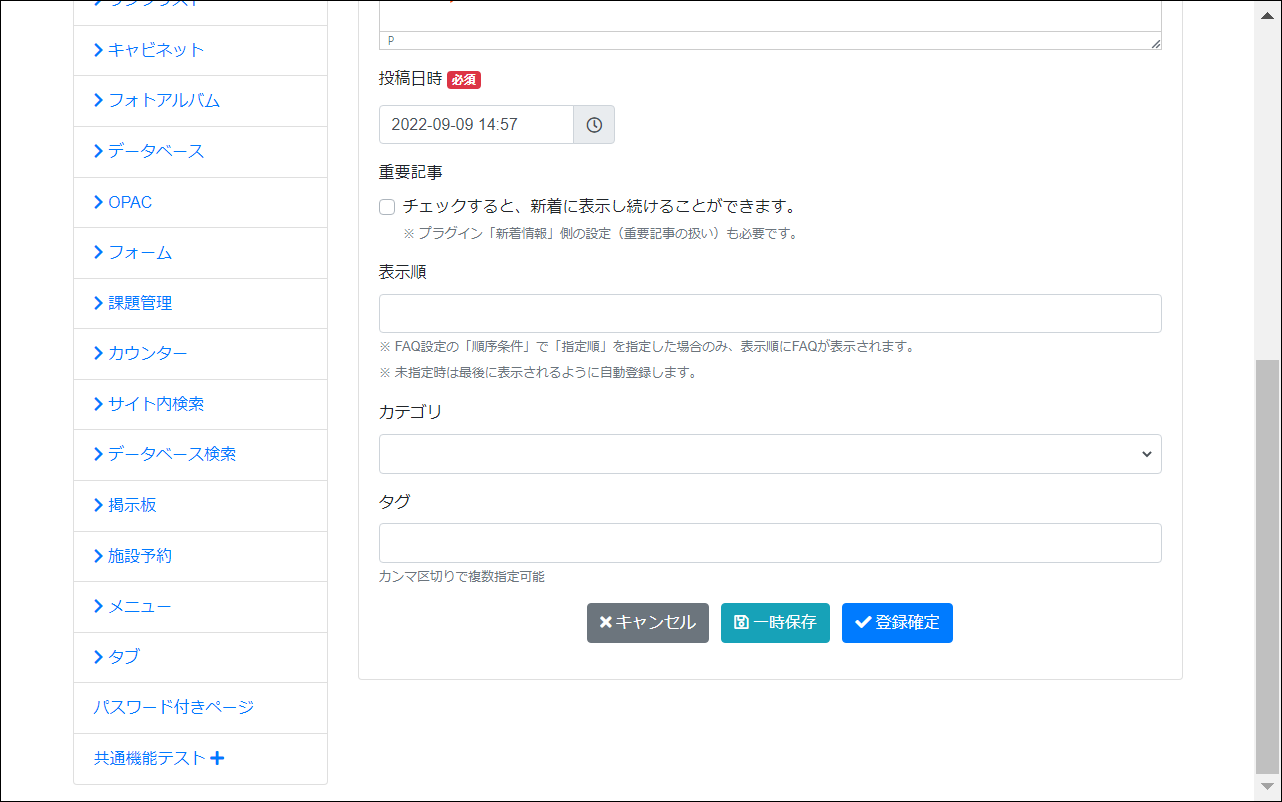 キャビネット
フォトアルバム
データベース
OPAC
フォーム
課題管理
カウンター
サイト内検索
データベース検索
掲示板
施設予約
メニュー
タブ
パスワード付きページ
共通機能テスト
P
投稿日時 必須
2022-09-09 14:57
重要記事
チェックすると、新着に表示し続けることができます。
※ プラグイン「新着情報」側の設定（重要記事の扱い）も必要です。
表示順
※ FAQ設定の「順序条件」で「指定順」を指定した場合のみ、表示順にFAQが表示されます。
※ 未指定時は最後に表示されるように自動登録します。
カテゴリ
タグ
カンマ区切りで複数指定可能
キャンセル 一時保存 登録確定